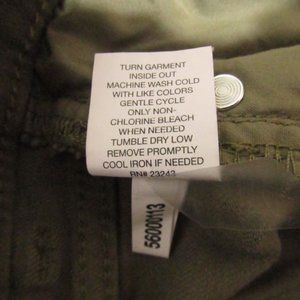 TURN GARMENT
INSIDE OUT
MACHINE WASH COLD
WITH LIKE COLORS
GENTLE CYCLE
ONLY NON-
CHLORINE BLEACH
WHEN NEEDED
TUMBLE DRY LOW
REMOVE PROMPTLY
COOL IRON IF NEEDED
RN# 23243
56000113